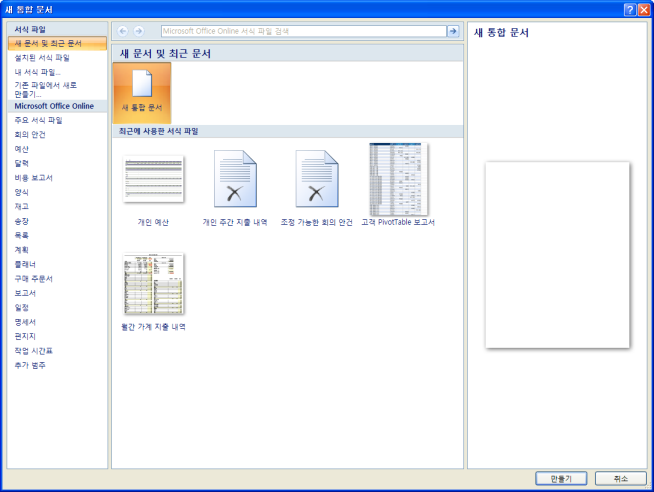 새 통합 문서
서식 파일
새 문서 및 최근 문서
설치된 서식 파일
내 서식 파일...
기존 파일에서 새로
만들기...
Microsoft Office Online
주요 서식 파일
회의 안건
예산
달력
비용 보고서
양식
재고
송장
목록
계획
플래너
구매 주문서
보고서
일정
명세서
편지지
작업 시간표
추가 범주
Microsoft Office Online 서식 파일 검색
새 문서 및 최근 문서
새 통합 문서
최근에 사용한 서식 파일
개인 예산
개인 주간 지출 내역
조정 가능한 회의 안건
고객 PivotTable 보고서
월간 가계 지출 내역
새 통합 문서
만들기
취소